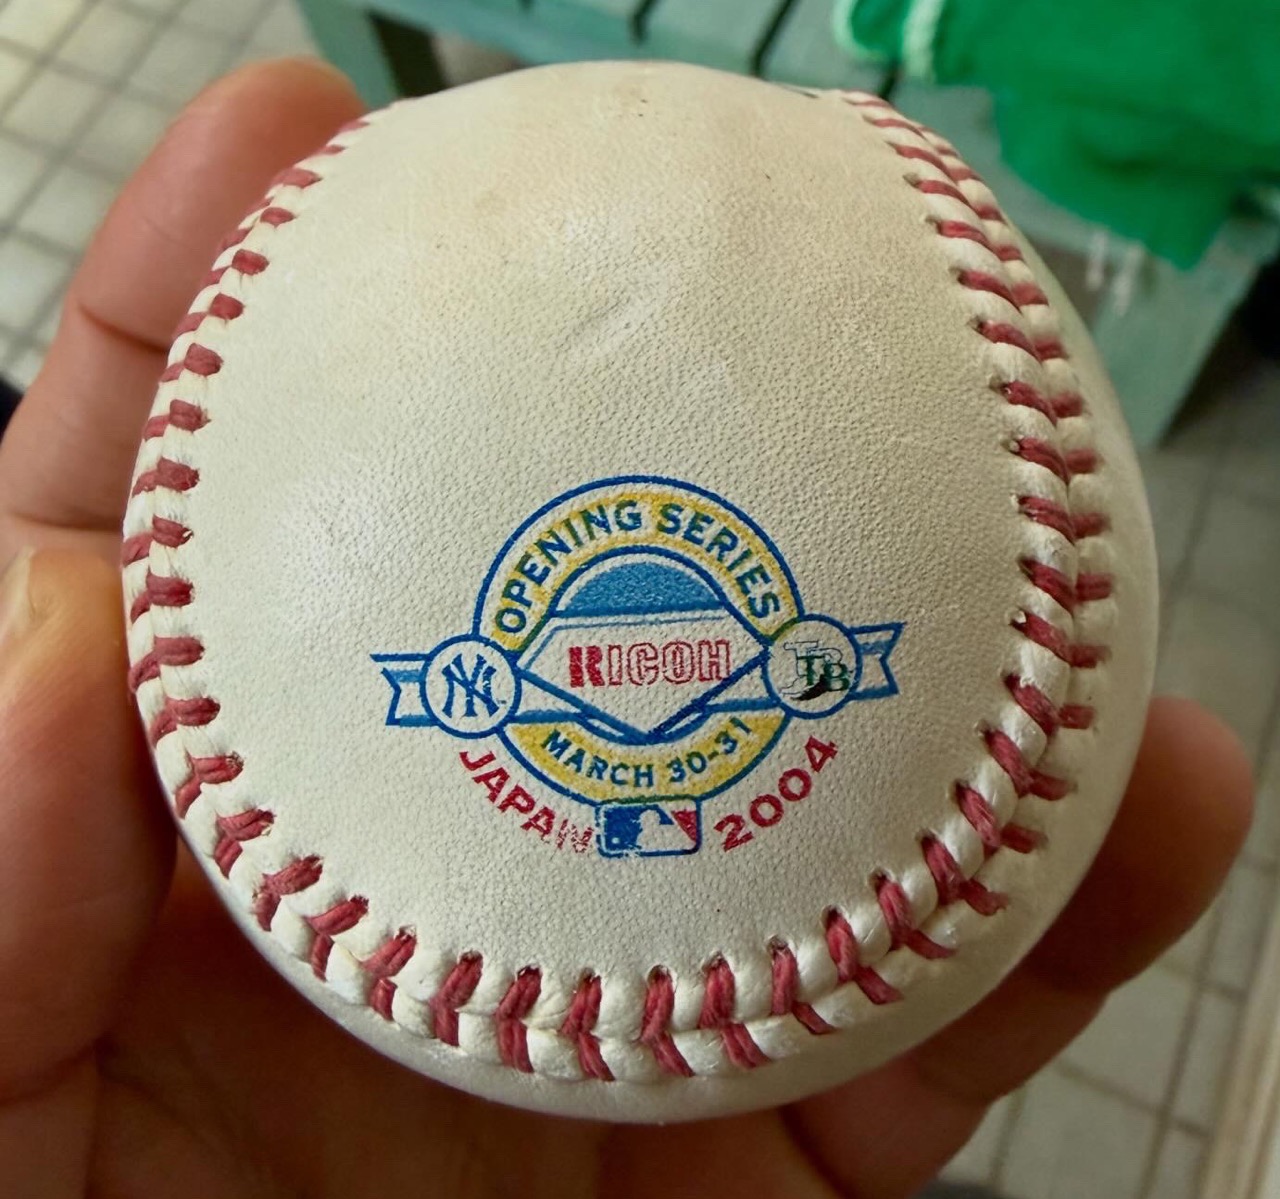 OPENING SERIES
RICOH
NY
TB
MARCH 30-31
JAPAN 2004